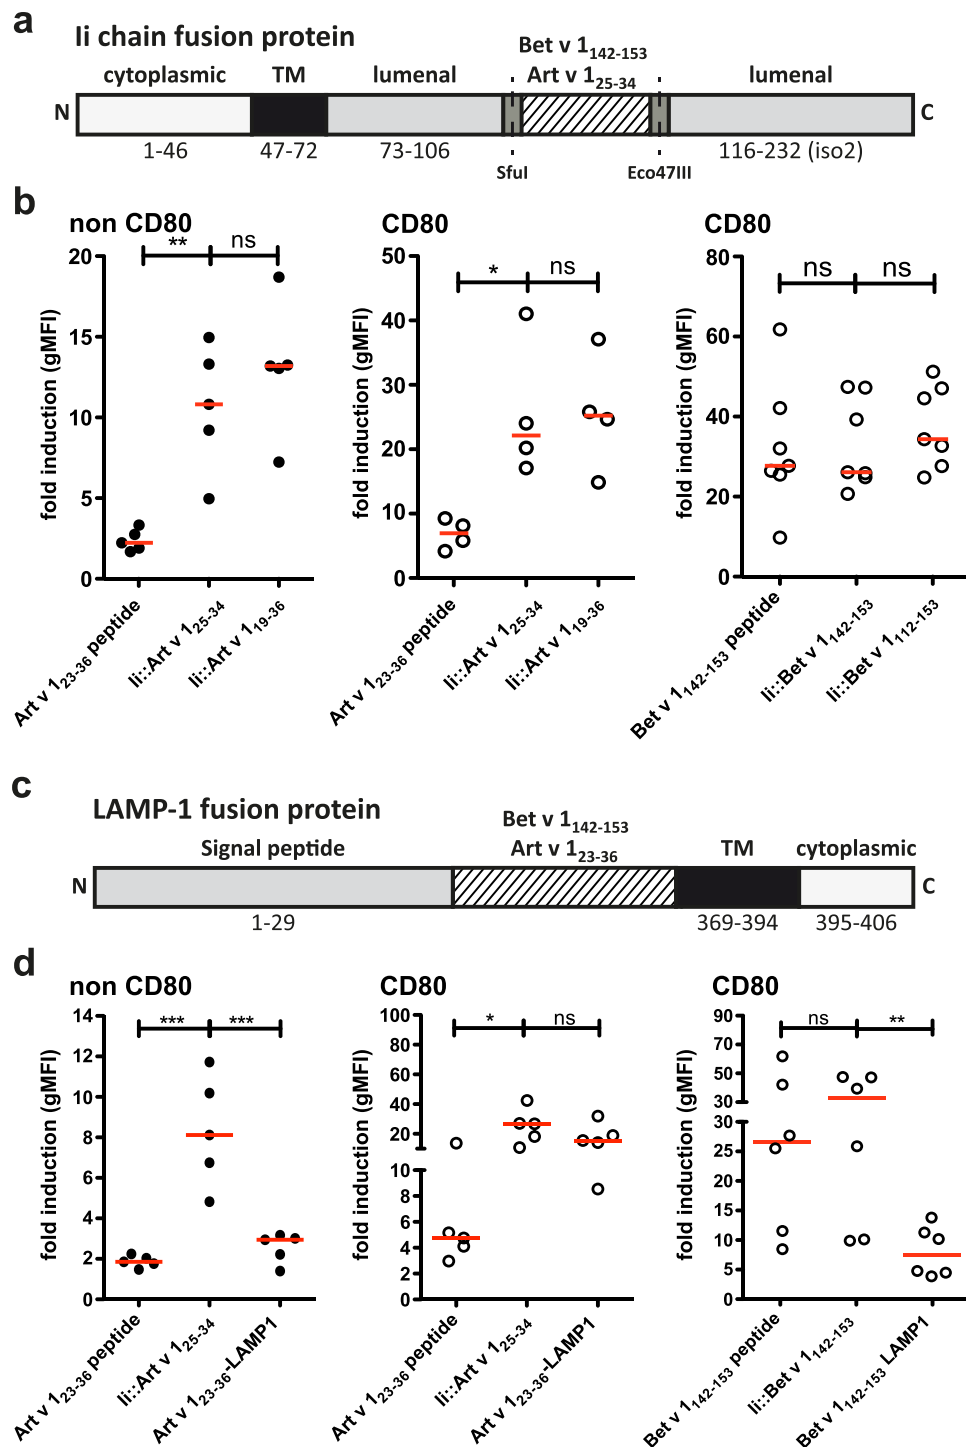 a
Ii chain fusion protein
Bet v 1142-153
cytoplasmic TM lumenal Art v 125-34 lumenal
N C
1-46 47-72 73-106 116-232 (iso2)
SfuI Eco47III
b
non CD80
fold induction (gMFI)
20
15
10
5
0
** ns
Art v 123-36 peptide
Ii::Art v 125-34
Ii::Art v 119-36
CD80
fold induction (gMFI)
50
40
30
20
10
0
* ns
Art v 123-36 peptide
Ii::Art v 125-34
Ii::Art v 119-36
fold induction (gMFI)
CD80
80
60
40
20
0
ns ns
Bet v 1142-153 peptide
Ii::Bet v 1142-153
Ii::Bet v 1112-153
c
LAMP-1 fusion protein
Bet v 1142-153
Signal peptide Art v 123-36 TM cytoplasmic
N C
1-29 369-394 395-406
d
non CD80
fold induction (gMFI)
14
12
10
8
6
4
2
0
*** ***
Art v 123-36 peptide
Ii::Art v 125-34
Art v 123-36-LAMP1
CD80
fold induction (gMFI)
100
80
60
40
20
10
8
6
4
2
0
* ns
Art v 123-36 peptide
Ii::Art v 125-34
Art v 123-36-LAMP1
CD80
fold induction (gMFI)
90
70
50
30
30
25
20
15
10
5
0
ns **
Bet v 1142-153 peptide
Ii::Bet v 1142-153
Bet v 1142-153 LAMP1